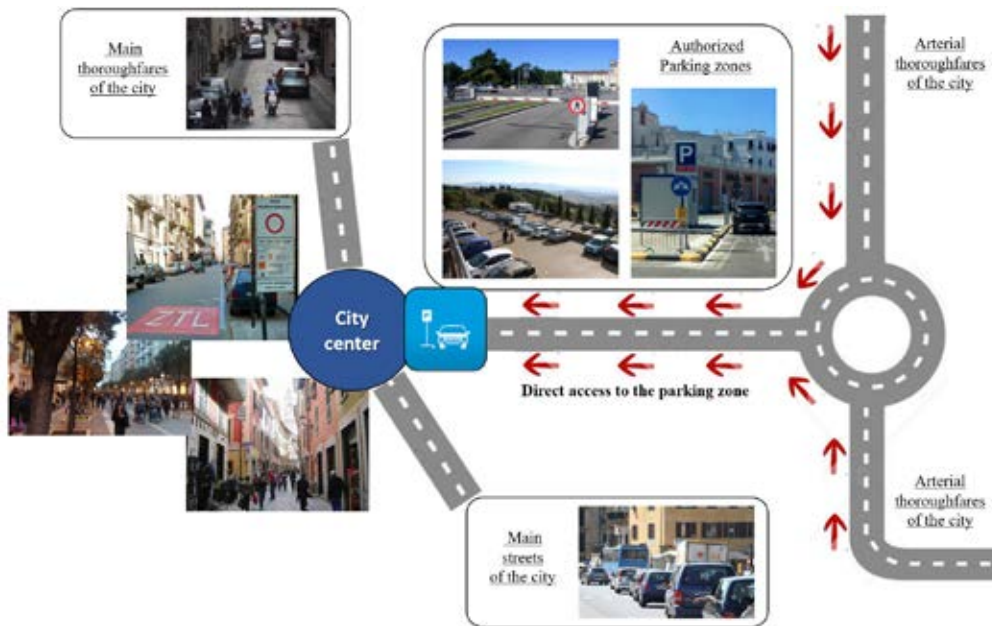 Main
thoroughfares
of the city
Authorized
Parking zones
Arterial
thoroughfares
of the city
P
ZTL
City
center
P
Direct access to the parking zone
Arterial
thoroughfares
of the city
Main
streets
of the city